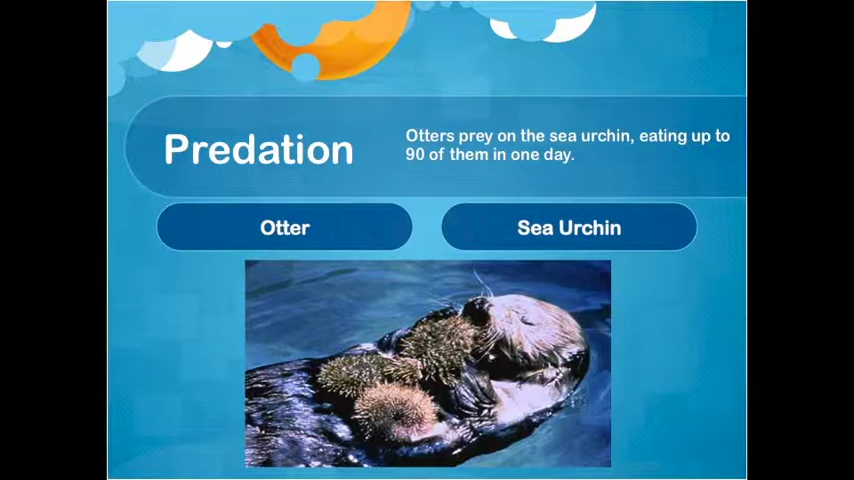 Predation
Otters prey on the sea urchin, eating up to
90 of them in one day.
Otter
Sea Urchin